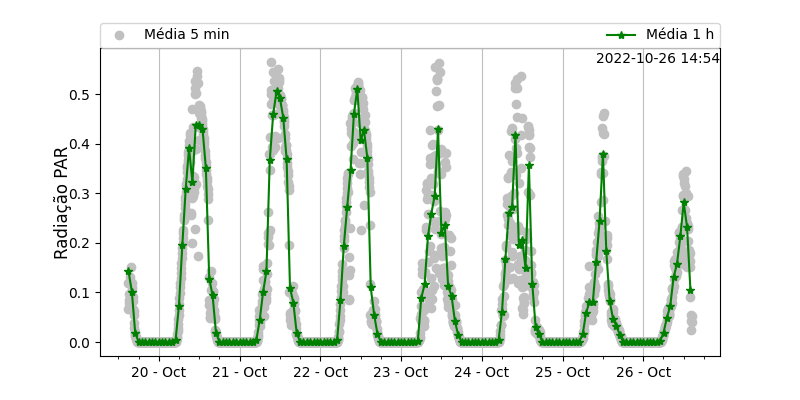 Média 5 min
Média 1 h
2022-10-26 14:54
Radiação PAR
0.5
0.4
0.3
0.2
0.1
0.0
20 - Oct
21 - Oct
22 - Oct
23 - Oct
24 - Oct
25 - Oct
26 - Oct